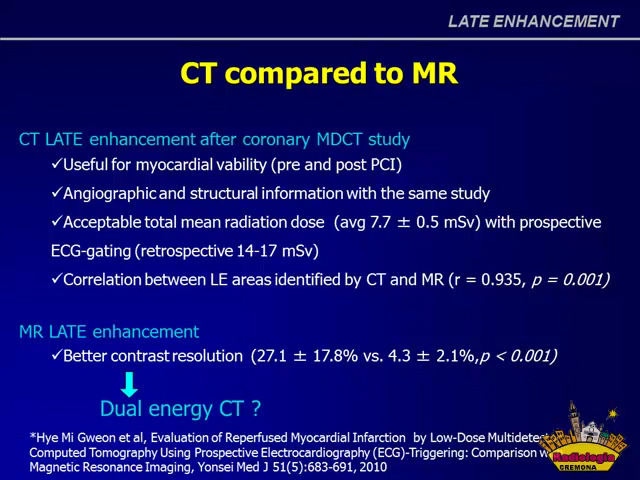 LATE ENHANCEMENT
CT compared to MR
CT LATE enhancement after coronary MDCT study
✓Useful for myocardial vability (pre and post PCI)
✓Angiographic and structural information with the same study
✓Acceptable total mean radiation dose (avg 7.7 ± 0.5 mSv) with prospective
ECG-gating (retrospective 14-17 mSv)
✓Correlation between LE areas identified by CT and MR (r = 0.935, p = 0.001)
MR LATE enhancement
✓Better contrast resolution (27.1 ± 17.8% vs. 4.3 ± 2.1%,p < 0.001)
Dual energy CT ?
*Hye Mi Gweon et al, Evaluation of Reperfused Myocardial Infarction by Low-Dose
Computed Tomography Using Prospective Electrocardiography (ECG)-Triggering: Comparison
Magnetic Resonance Imaging, Yonsei Med J 51(5):683-691, 2010
Radiologia
CREMONA